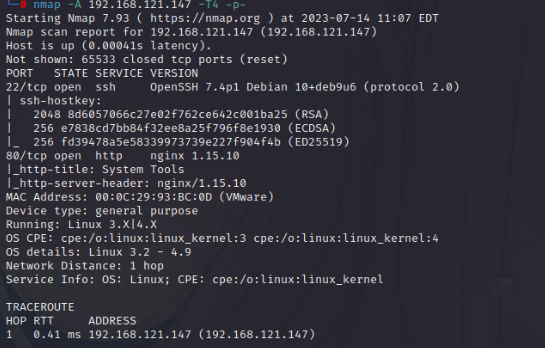 # nmap -A 192.168.121.147 -T4 -p-
Starting Nmap 7.93 ( https://nmap.org ) at 2023-07-14 11:07 EDT
Nmap scan report for 192.168.121.147 (192.168.121.147)
Host is up (0.00041s latency).
Not shown: 65533 closed tcp ports (reset)
PORT   STATE SERVICE VERSION
22/tcp open  ssh     OpenSSH 7.4p1 Debian 10+deb9u6 (protocol 2.0)
| ssh-hostkey:
|   2048 8d6057066c27e02f762ce642c001ba25 (RSA)
|   256 e7838cd7bb84f32ee8a25f796f8e1930 (ECDSA)
|_  256 fd39478a5e58339973739e227f904f4b (ED25519)
80/tcp open  http    nginx 1.15.10
|_http-title: System Tools
|_http-server-header: nginx/1.15.10
MAC Address: 00:0C:29:93:BC:0D (VMware)
Device type: general purpose
Running: Linux 3.X|4.X
OS CPE: cpe:/o:linux:linux_kernel:3 cpe:/o:linux:linux_kernel:4
OS details: Linux 3.2 - 4.9
Network Distance: 1 hop
Service Info: OS: Linux; CPE: cpe:/o:linux:linux_kernel

TRACEROUTE
HOP RTT     ADDRESS
1   0.41 ms 192.168.121.147 (192.168.121.147)